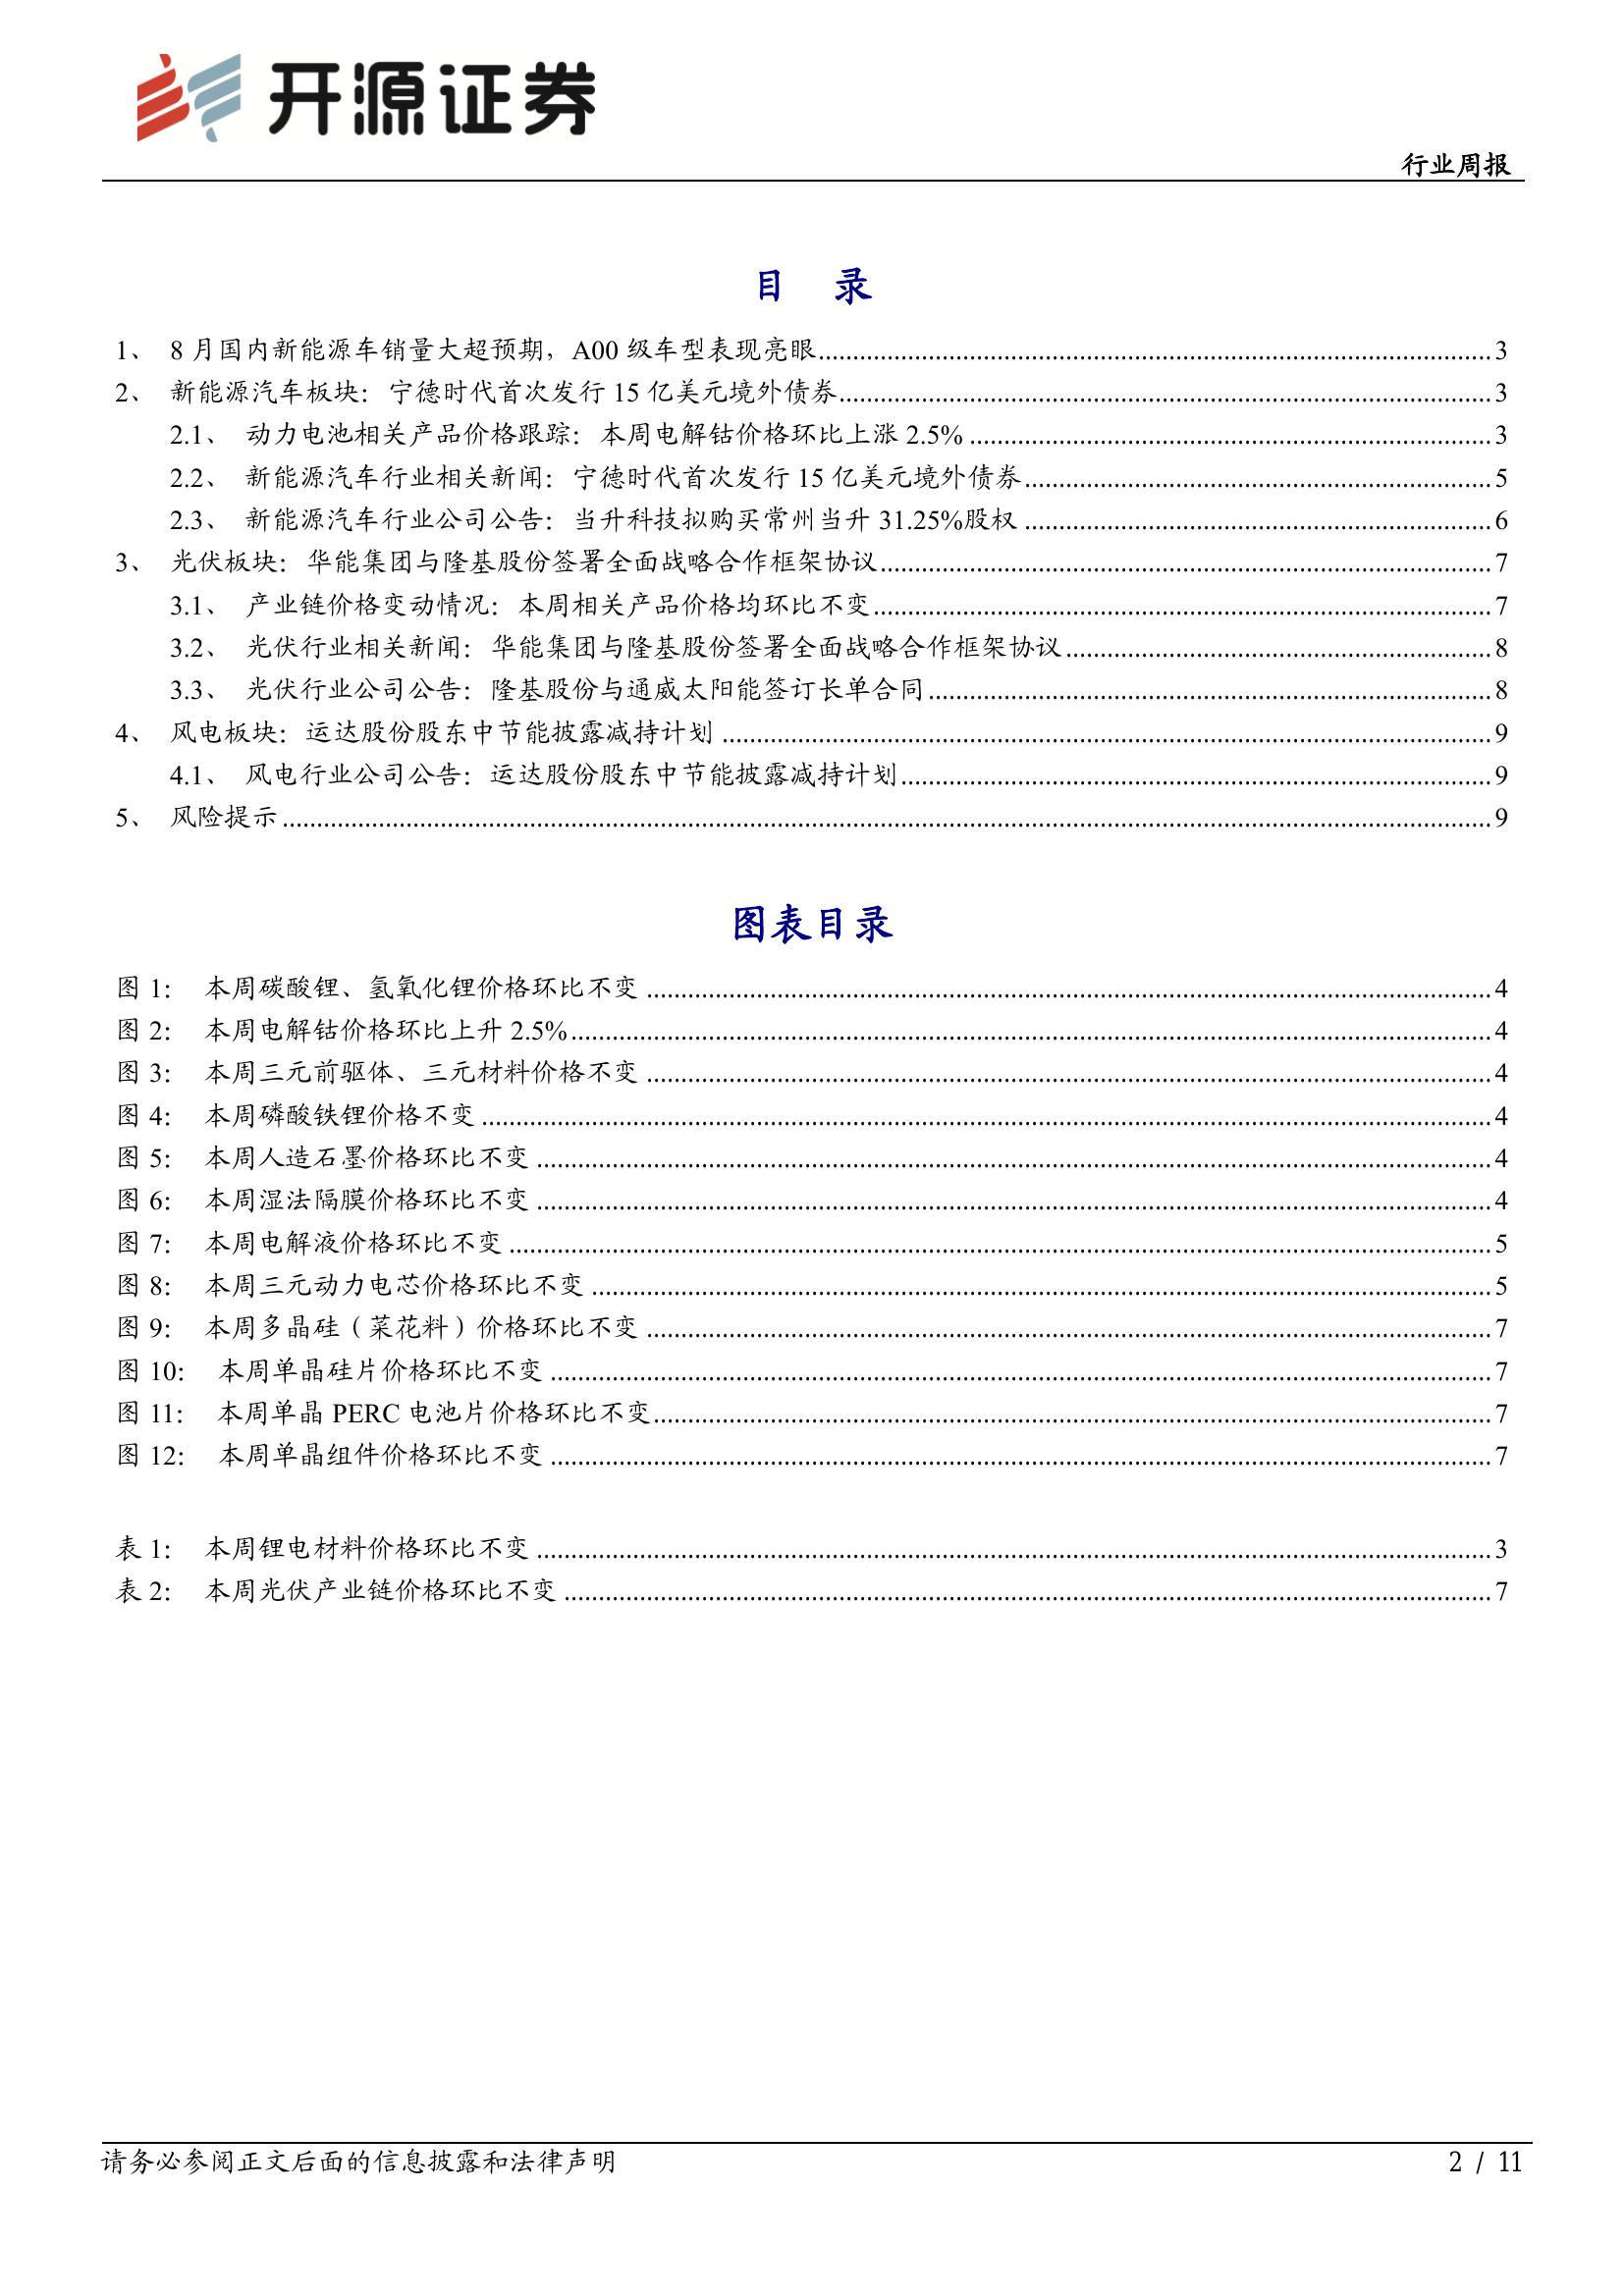 开源证券
行业周报
目 录
1、 8 月国内新能源车销量大超预期，A00 级车型表现亮眼 3
2、 新能源汽车板块：宁德时代首次发行 15 亿美元境外债券 3
2.1、 动力电池相关产品价格跟踪：本周电解钴价格环比上涨 2.5% 3
2.2、 新能源汽车行业相关新闻：宁德时代首次发行 15 亿美元境外债券 5
2.3、 新能源汽车行业公司公告：当升科技拟购买常州当升 31.25%股权 6
3、 光伏板块：华能集团与隆基股份签署全面战略合作框架协议 7
3.1、 产业链价格变动情况：本周相关产品价格均环比不变 7
3.2、 光伏行业相关新闻：华能集团与隆基股份签署全面战略合作框架协议 8
3.3、 光伏行业公司公告：隆基股份与通威太阳能签订长单合同 8
4、 风电板块：运达股份股东中节能披露减持计划 9
4.1、 风电行业公司公告：运达股份股东中节能披露减持计划 9
5、 风险提示 9
图表目录
图 1： 本周碳酸锂、氢氧化锂价格环比不变 4
图 2： 本周电解钴价格环比上升 2.5% 4
图 3： 本周三元前驱体、三元材料价格不变 4
图 4： 本周磷酸铁锂价格不变 4
图 5： 本周人造石墨价格环比不变 4
图 6： 本周湿法隔膜价格环比不变 4
图 7： 本周电解液价格环比不变 5
图 8： 本周三元动力电芯价格环比不变 5
图 9： 本周多晶硅（菜花料）价格环比不变 7
图 10： 本周单晶硅片价格环比不变 7
图 11： 本周单晶 PERC 电池片价格环比不变 7
图 12： 本周单晶组件价格环比不变 7
表 1： 本周锂电材料价格环比不变 3
表 2： 本周光伏产业链价格环比不变 7
请务必参阅正文后面的信息披露和法律声明
2 / 11